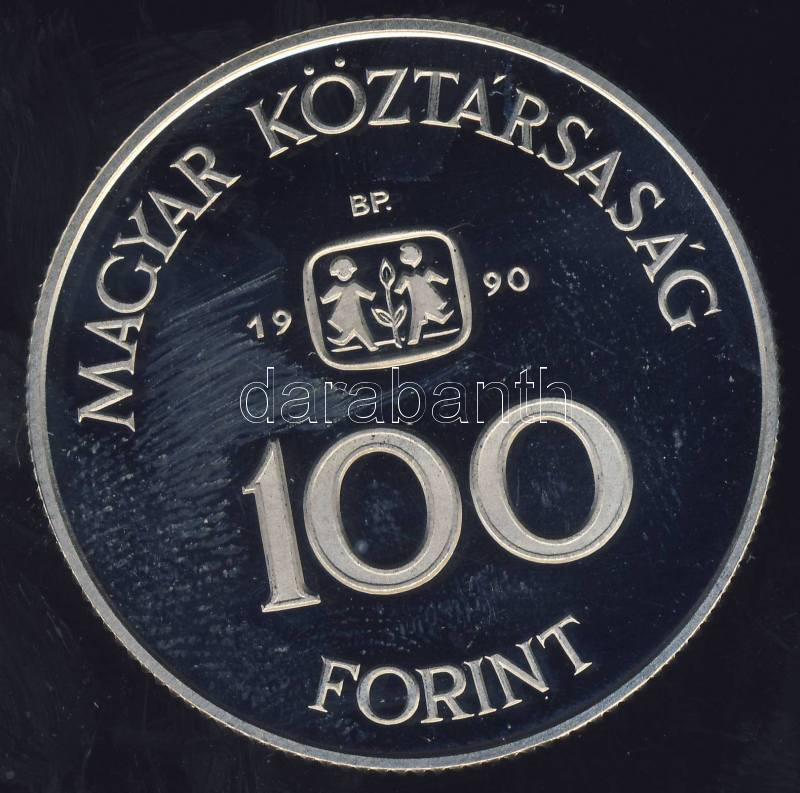 MAGYAR KÖZTÁRSASÁG
BP.
19 90
darabanth
100
FORINT